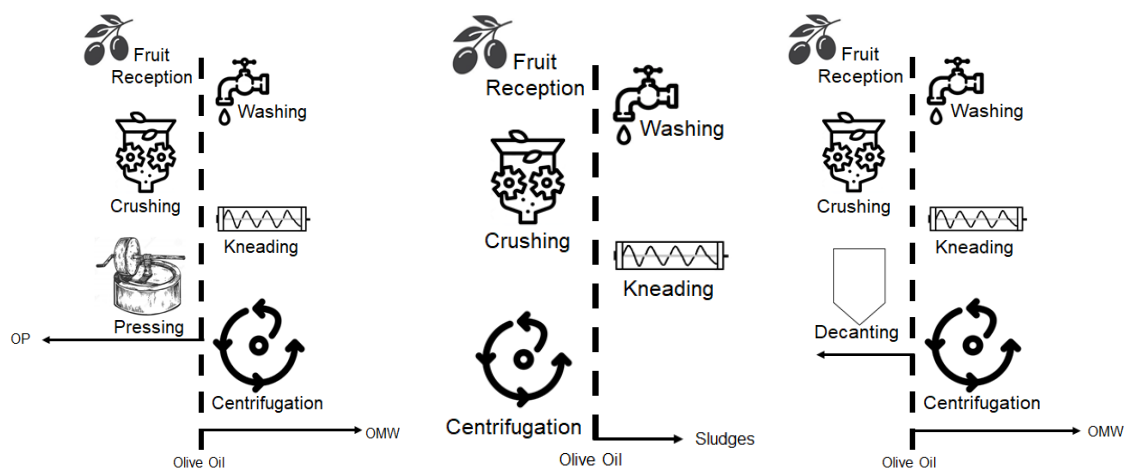 Fruit
Reception
Washing
Crushing
Kneading
Pressing
OP
Centrifugation
OMW
Olive Oil
Fruit
Reception
Washing
Crushing
Kneading
Centrifugation
Sludges
Olive Oil
Fruit
Reception
Washing
Crushing
Kneading
Decanting
Centrifugation
OMW
Olive Oil